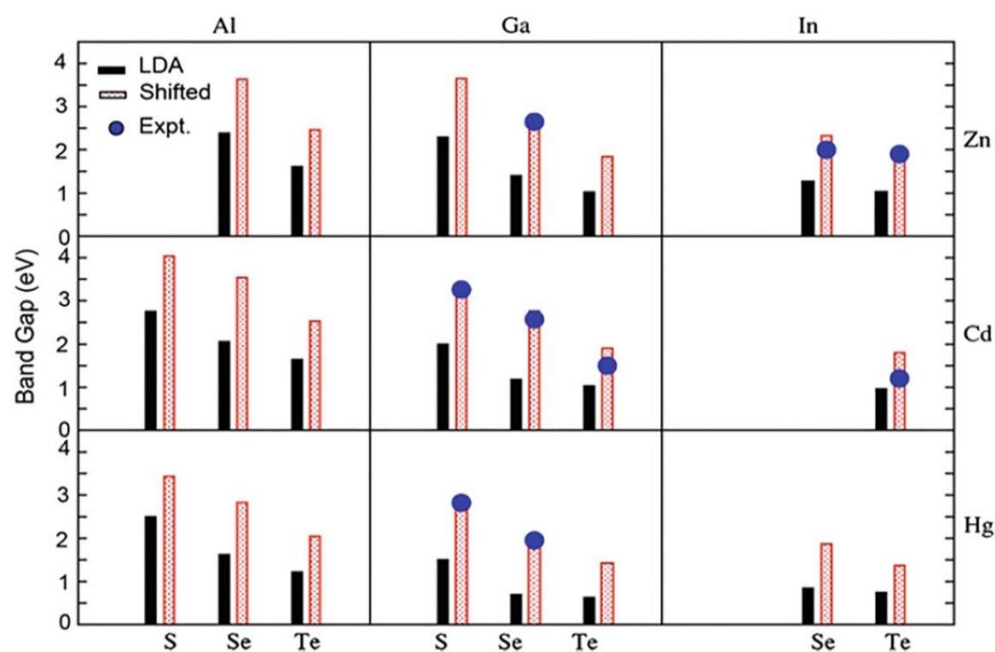 Al Ga In
LDA
Shifted
Expt.
Band Gap (eV)
4
3
2
1
0
Zn
4
3
2
1
0
Cd
4
3
2
1
0
Hg
S Se Te S Se Te Se Te